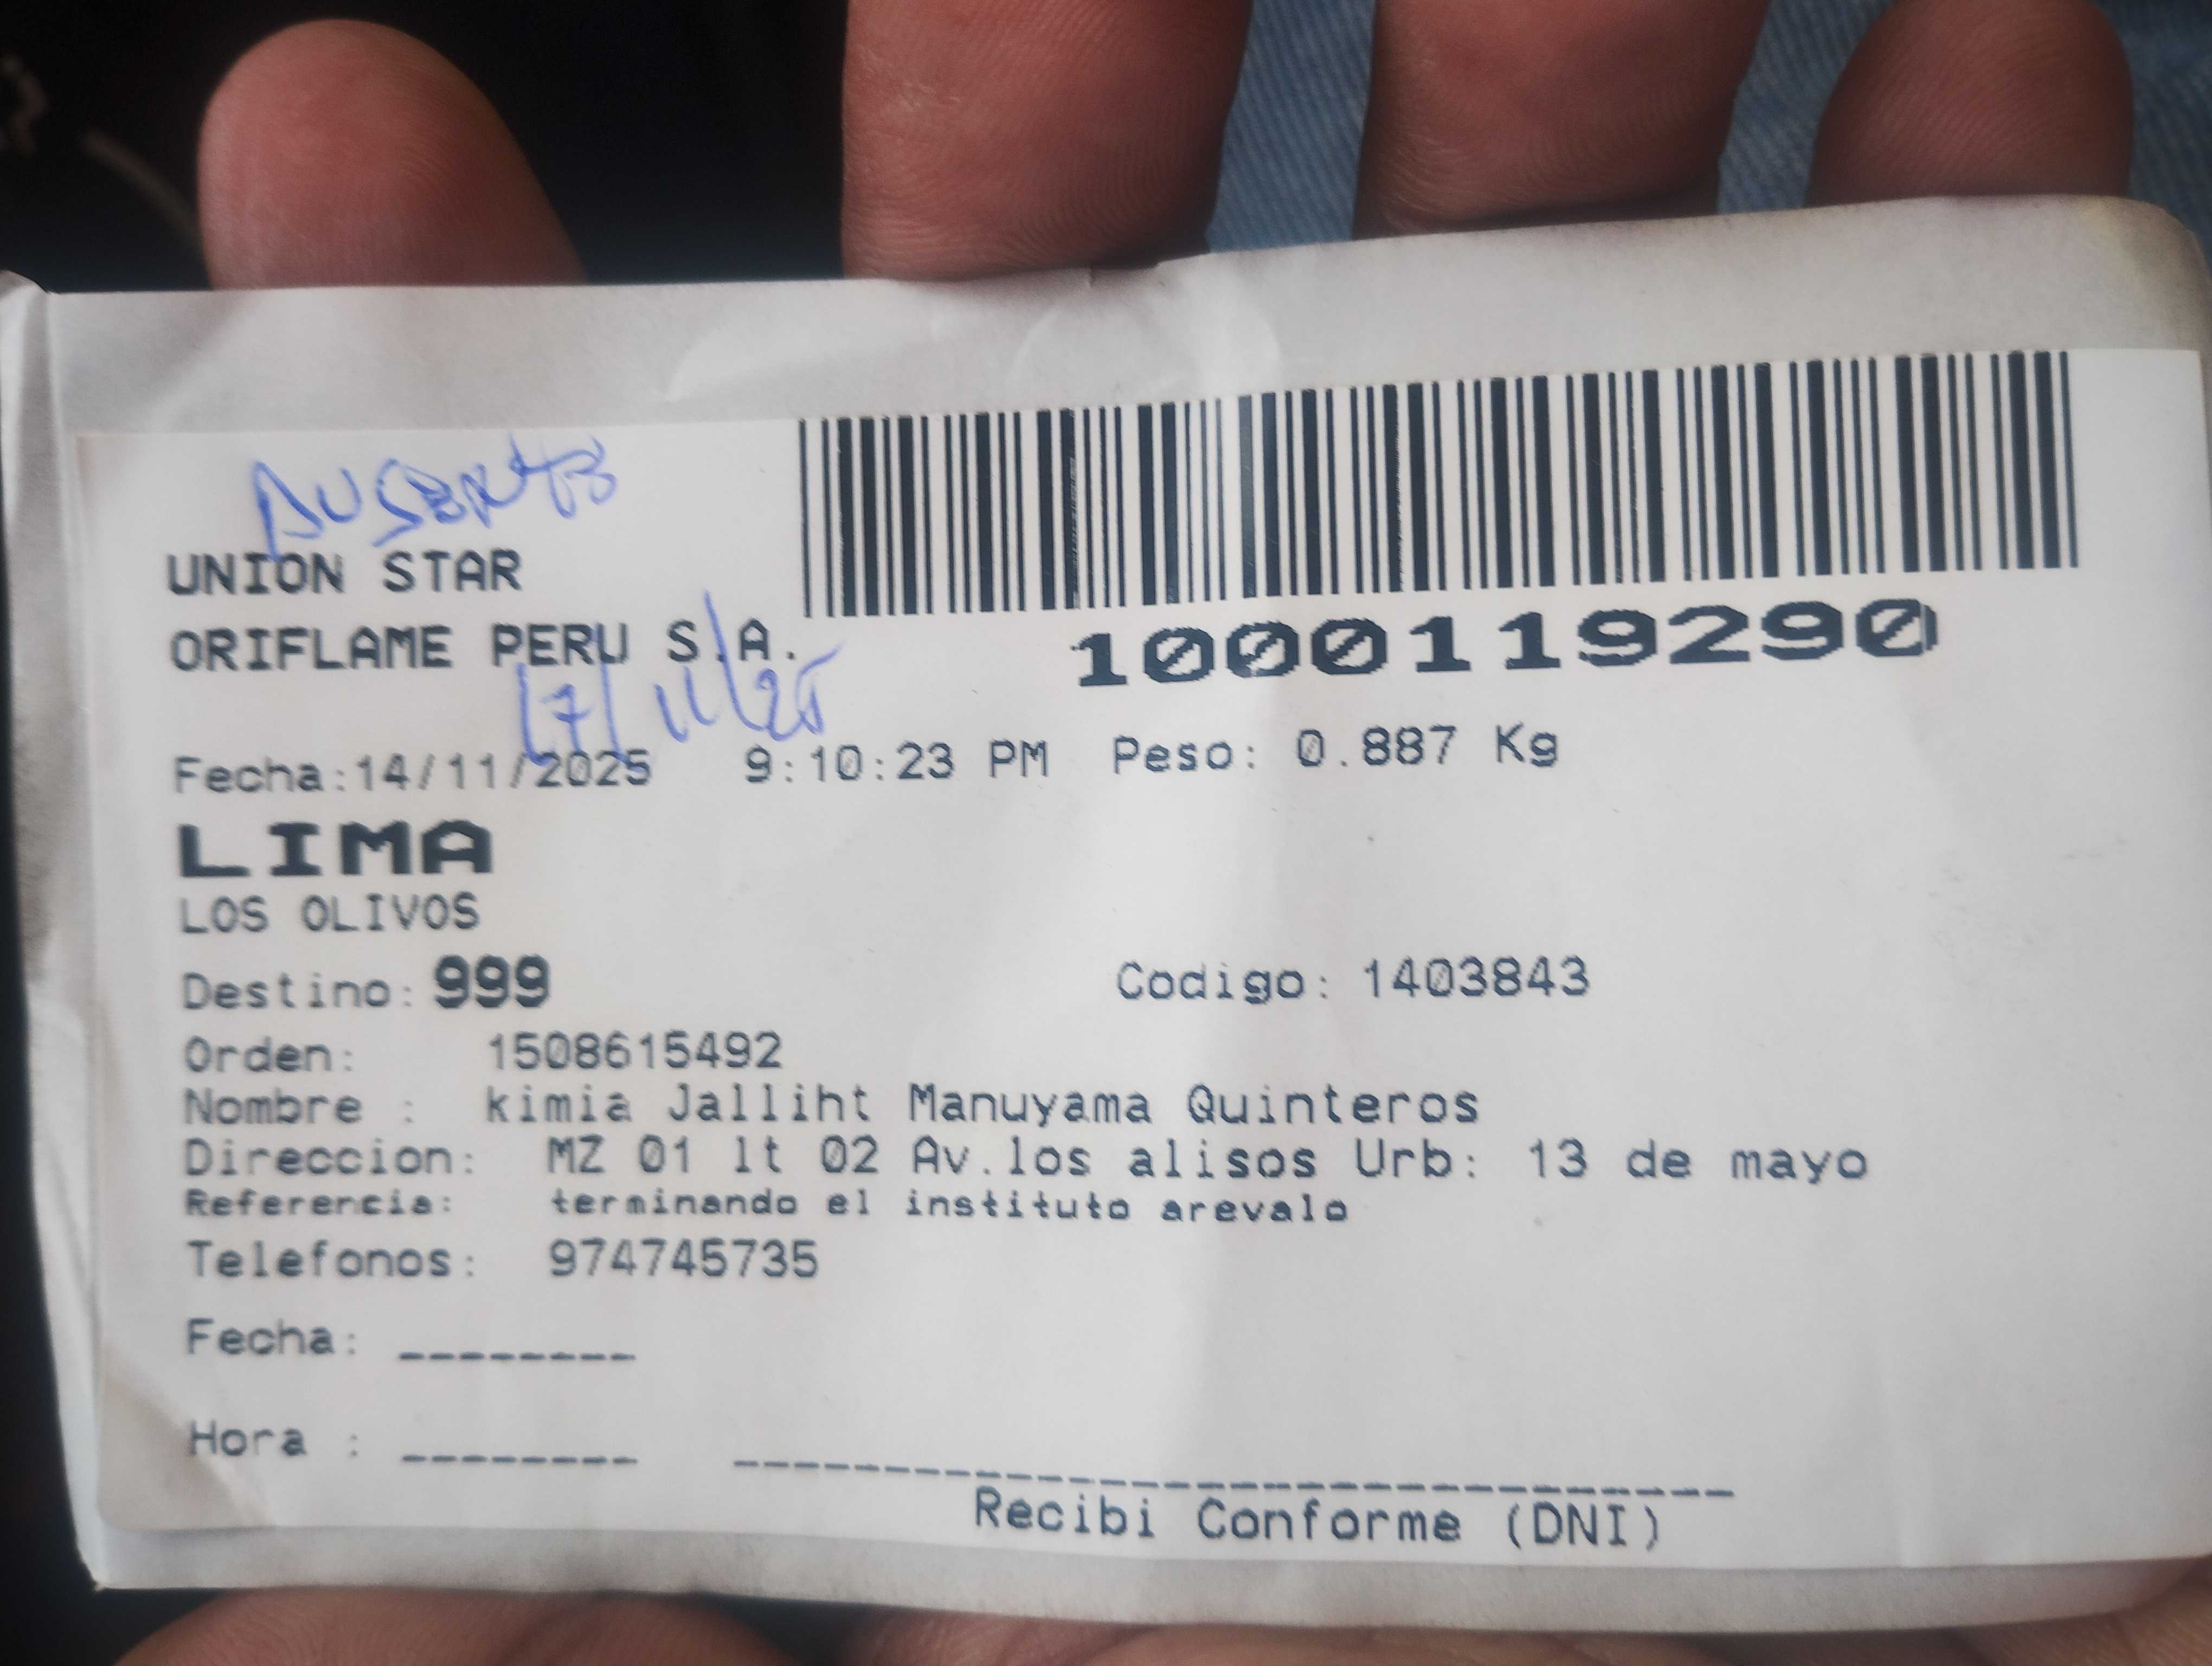 Ausente
UNION STAR
ORIFLAME PERU S.A.
1000119290
17/11/25
Fecha:14/11/2025 9:10:23 PM Peso: 0.887 Kg
LIMA
LOS OLIVOS
Destino: 999 Codigo: 1403843
Orden: 1508615492
Nombre : kimia Jalliht Manuyama Quinteros
Direccion: MZ 01 lt 02 Av.los alisos Urb: 13 de mayo
Referencia: terminando el instituto arevalo
Telefonos: 974745735
Fecha: ________
Hora : ________
Recibi Conforme (DNI)